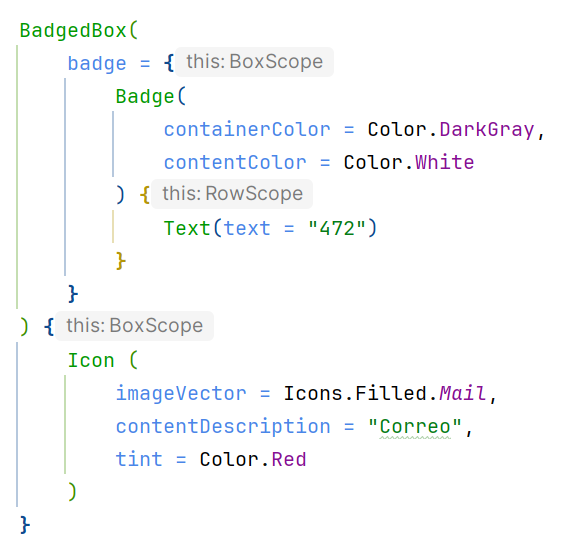 BadgedBox(
    badge = { this: BoxScope
        Badge(
            containerColor = Color.DarkGray,
            contentColor = Color.White
        ) { this: RowScope
            Text(text = "472")
        }
    }
) { this: BoxScope
    Icon (
        imageVector = Icons.Filled.Mail,
        contentDescription = "Correo",
        tint = Color.Red
    )
}